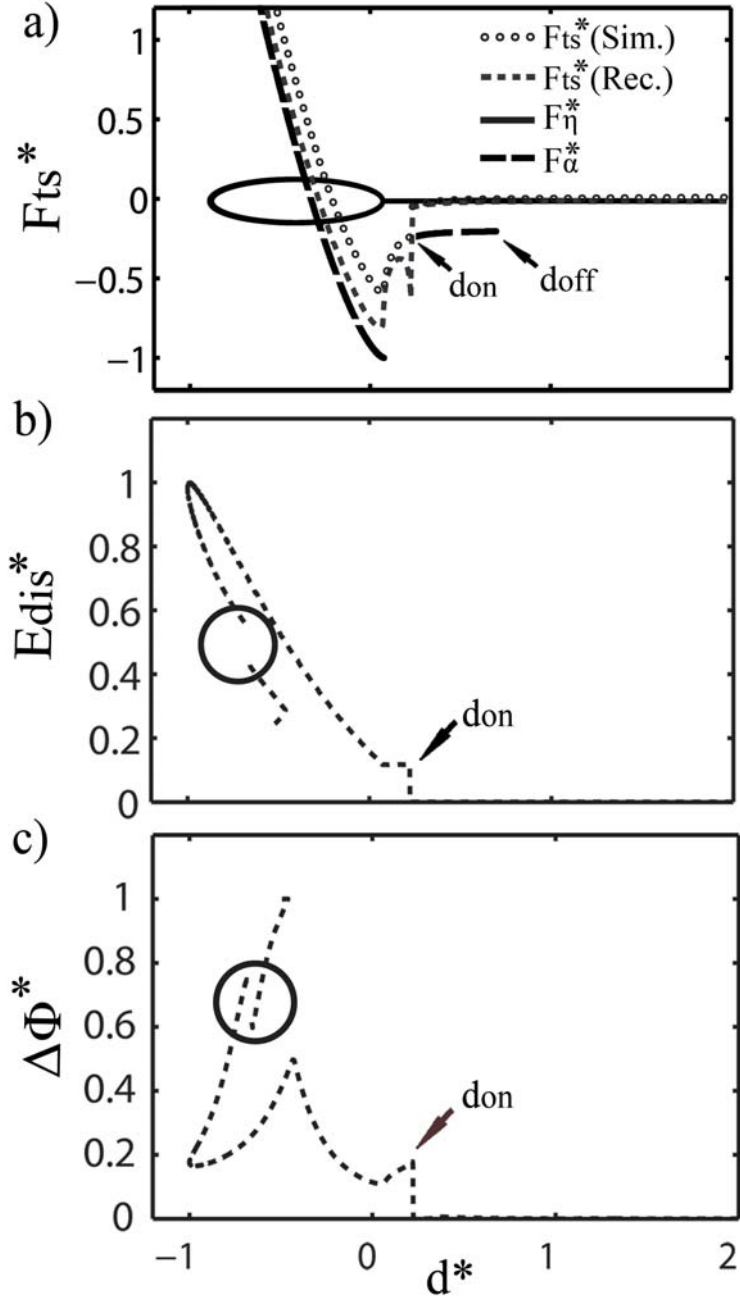 a)
Fts*(Sim.)
Fts*(Rec.)
Fη*
Fα*
Fts*
1
0.5
0
−0.5
−1
don
doff
b)
Edis*
1
0.8
0.6
0.4
0.2
0
don
c)
ΔΦ*
1
0.8
0.6
0.4
0.2
0
don
−1
0
1
2
d*